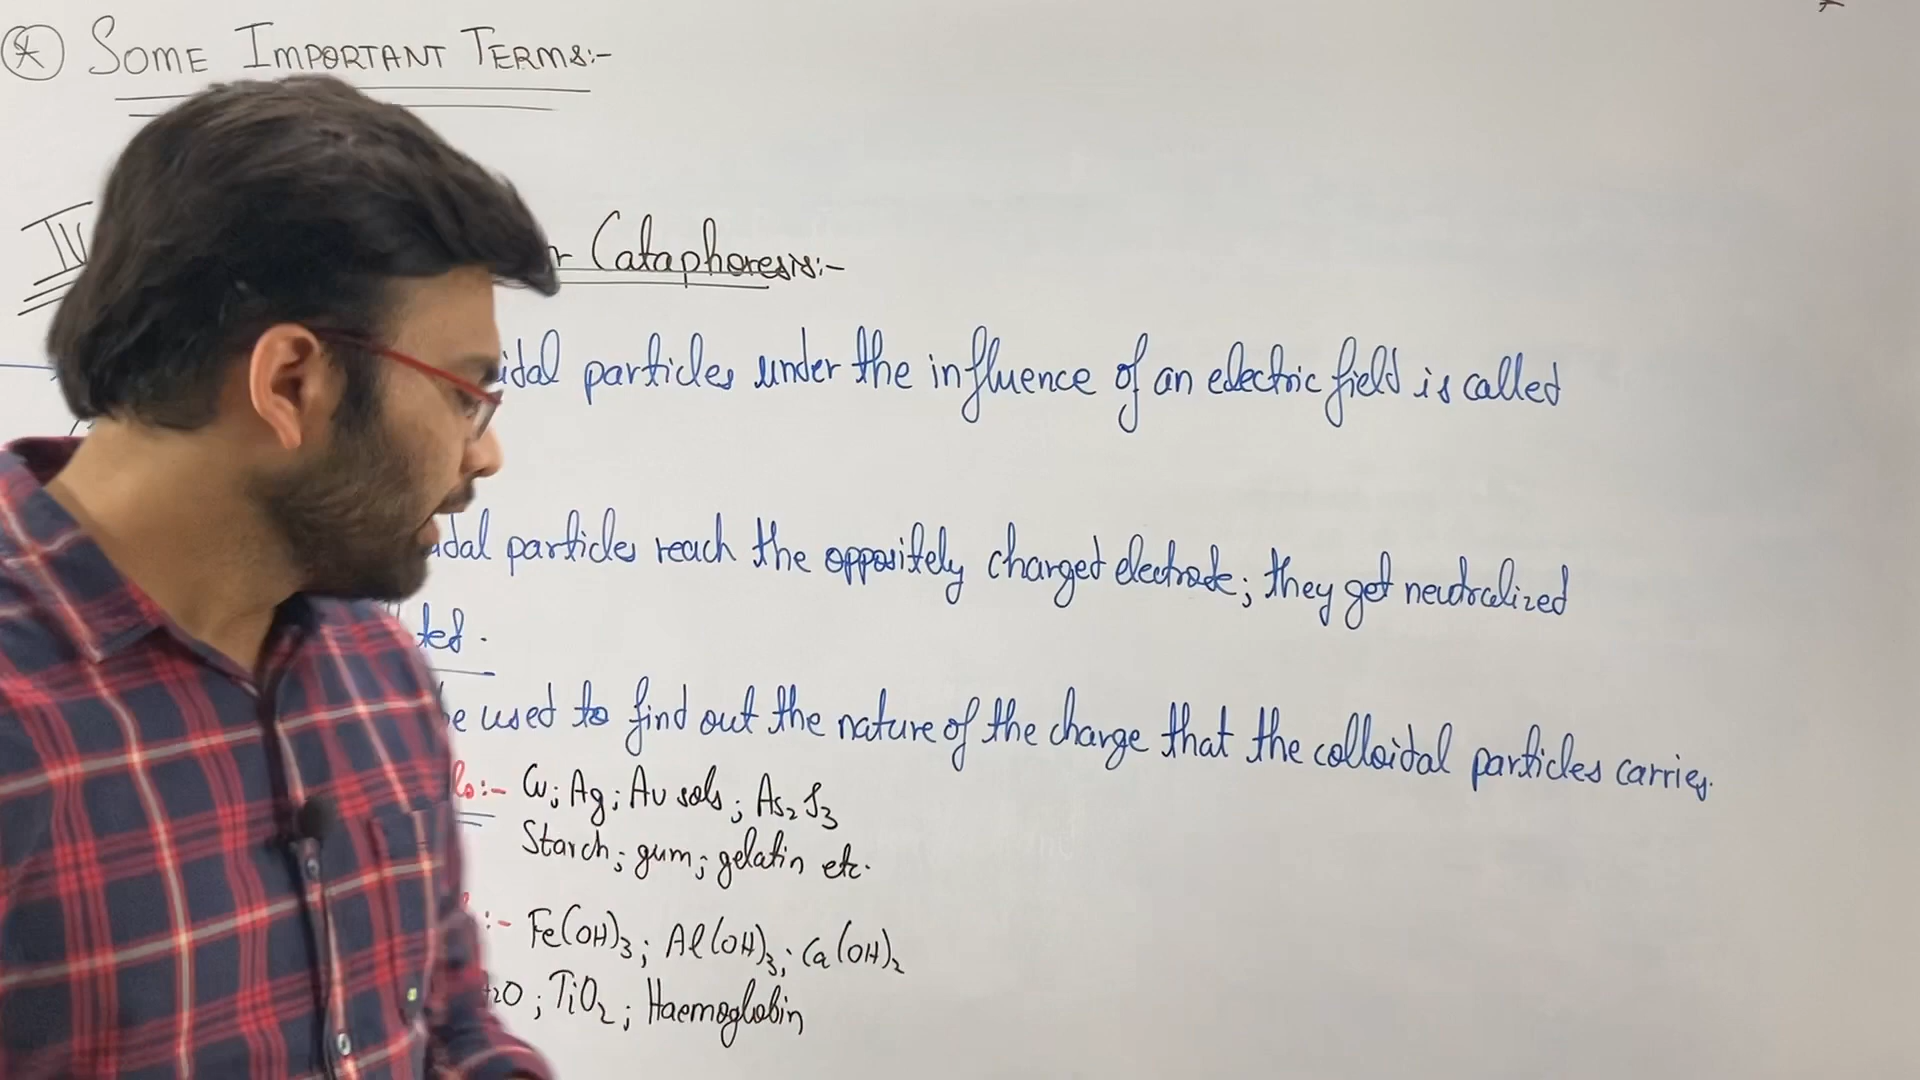 SOME IMPORTANT TERMS:-
IV Cataphoresis:-
particles under the influence of an electric field is called
particles reach the oppositely charged electrode; they get neutralized
used to find out the nature of the charge that the colloidal particles carries.
:- Cu; Ag; Au sols; As₂S₃
Starch; gum; gelatin etc.
:- Fe(OH)₃; Al(OH)₃; Ca(OH)₂
; TiO₂; Haemoglobin